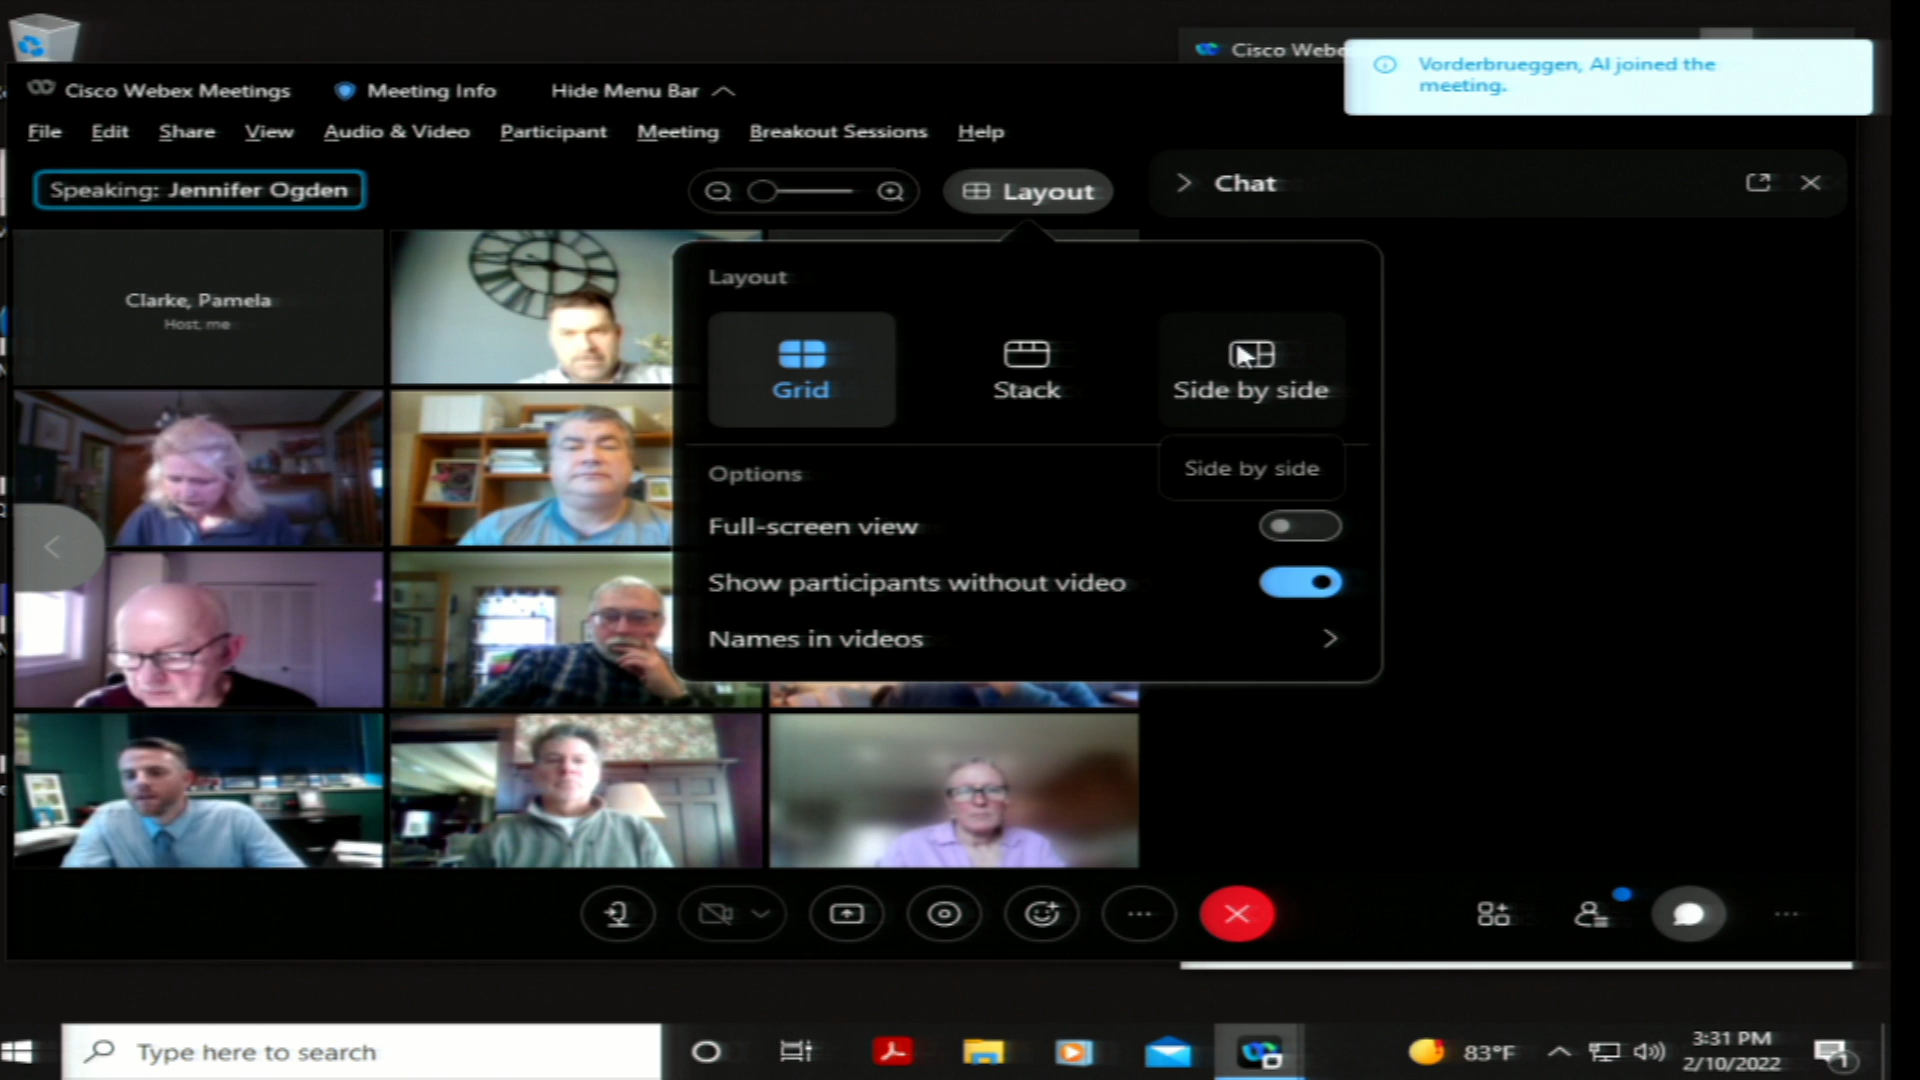 Cisco Webe
Vorderbrueggen, Al joined the
meeting.
Cisco Webex Meetings
Meeting Info
Hide Menu Bar
File
Edit
Share
View
Audio & Video
Participant
Meeting
Breakout Sessions
Help
Speaking: Jennifer Ogden
Layout
Chat
Clarke, Pamela
Host, me
Layout
Grid
Stack
Side by side
Side by side
Options
Full-screen view
Show participants without video
Names in videos
Type here to search
83°F
3:31 PM
2/10/2022
1